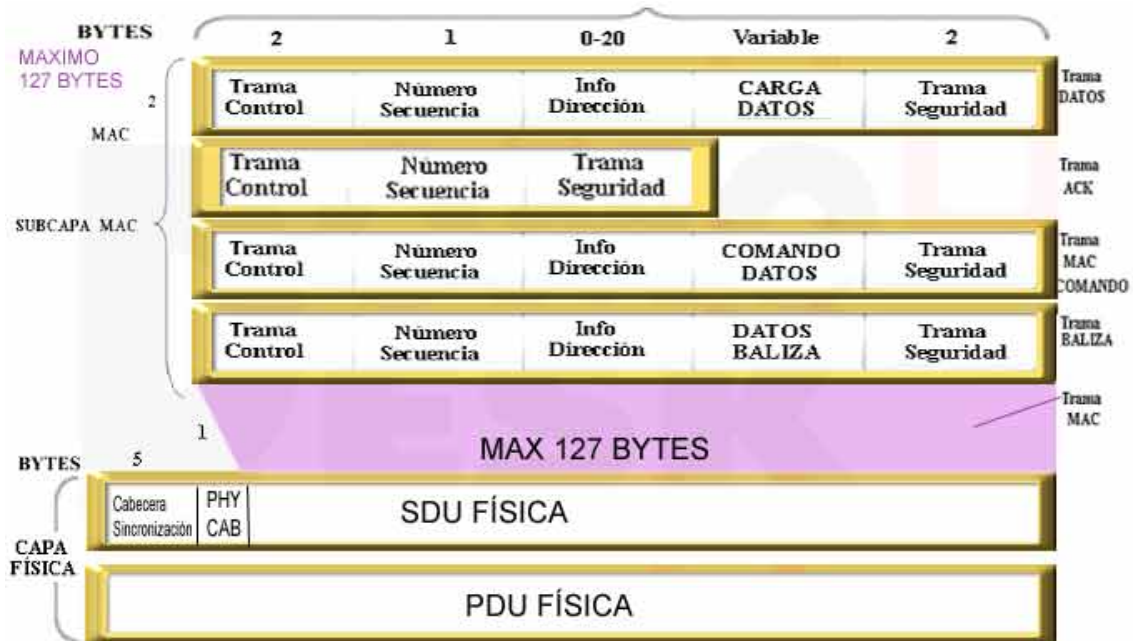 BYTES
2 1 0-20 Variable 2
MAXIMO
127 BYTES
2
MAC
SUBCAPA MAC
Trama Control Número Secuencia Info Dirección CARGA DATOS Trama Seguridad
Trama DATOS
Trama Control Número Secuencia Trama Seguridad
Trama ACK
Trama Control Número Secuencia Info Dirección COMANDO DATOS Trama Seguridad
Trama MAC COMANDO
Trama Control Número Secuencia Info Dirección DATOS BALIZA Trama Seguridad
Trama BALIZA
Trama MAC
1
MAX 127 BYTES
BYTES 5
Cabecera Sincronización PHY CAB SDU FÍSICA
CAPA FÍSICA
PDU FÍSICA